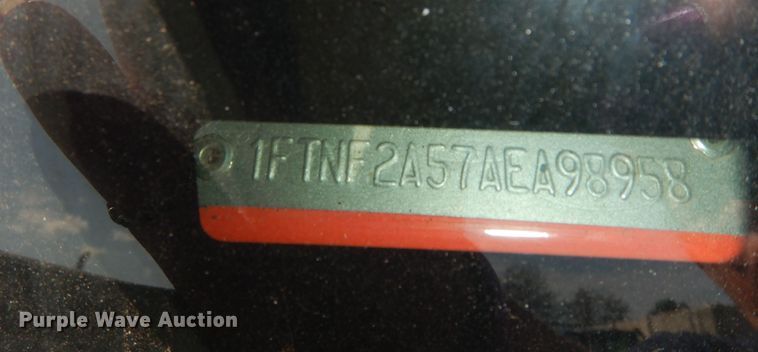 1FTNF2A57AEA98958
Purple Wave Auction